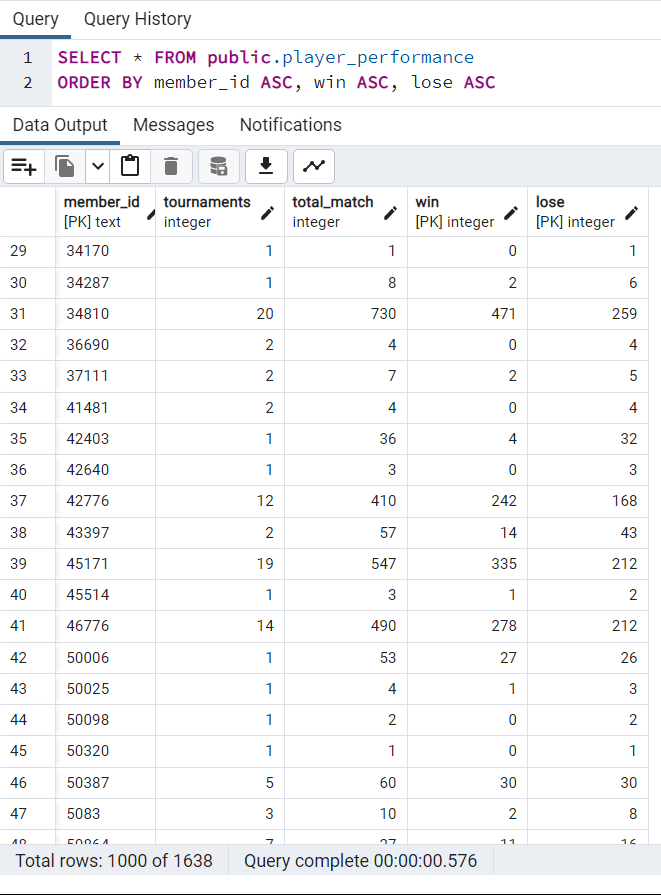 Query Query History
1 SELECT * FROM public.player_performance
2 ORDER BY member_id ASC, win ASC, lose ASC
Data Output Messages Notifications
member_id tournaments total_match win lose
[PK] text integer integer [PK] integer [PK] integer
29 34170 1 1 0 1
30 34287 1 8 2 6
31 34810 20 730 471 259
32 36690 2 4 0 4
33 37111 2 7 2 5
34 41481 2 4 0 4
35 42403 1 36 4 32
36 42640 1 3 0 3
37 42776 12 410 242 168
38 43397 2 57 14 43
39 45171 19 547 335 212
40 45514 1 3 1 2
41 46776 14 490 278 212
42 50006 1 53 27 26
43 50025 1 4 1 3
44 50098 1 2 0 2
45 50320 1 1 0 1
46 50387 5 60 30 30
47 5083 3 10 2 8
48 50864 7 27 11 16
Total rows: 1000 of 1638 Query complete 00:00:00.576